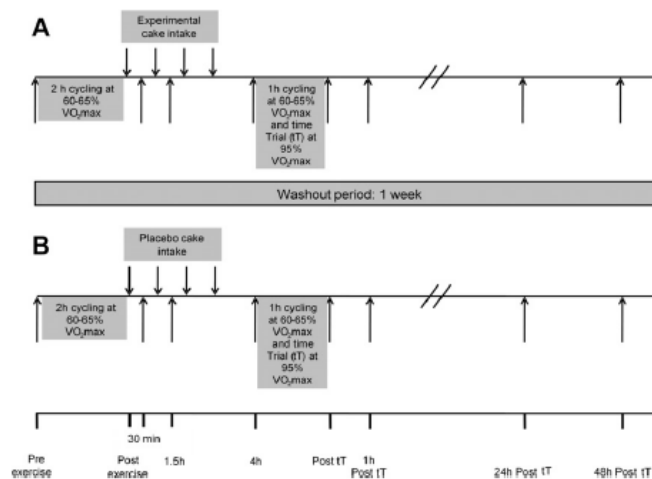 A
Experimental
cake intake
2 h cycling at
60-65%
VO₂max
1h cycling
at 60-65%
VO₂max
and time
Trial (tT) at
95%
VO₂max
Washout period: 1 week
B
Placebo cake
intake
2h cycling at
60-65%
VO₂max
1h cycling
at 60-65%
VO₂max
and time
Trial (tT) at
95%
VO₂max
30 min
Pre
exercise
Post
exercise
1.5h
4h
Post tT
1h
Post tT
24h Post tT
48h Post tT